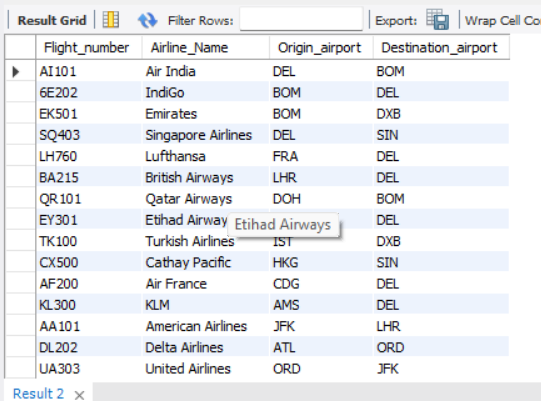 Result Grid Filter Rows: Export: Wrap Cell Co
Flight_number Airline_Name Origin_airport Destination_airport
AI101 Air India DEL BOM
6E202 IndiGo BOM DEL
EK501 Emirates BOM DXB
SQ403 Singapore Airlines DEL SIN
LH760 Lufthansa FRA DEL
BA215 British Airways LHR DEL
QR101 Qatar Airways DOH BOM
EY301 Etihad Airway DEL
Etihad Airways
TK100 Turkish Airlines IST DXB
CX500 Cathay Pacific HKG SIN
AF200 Air France CDG DEL
KL300 KLM AMS DEL
AA101 American Airlines JFK LHR
DL202 Delta Airlines ATL ORD
UA303 United Airlines ORD JFK
Result 2